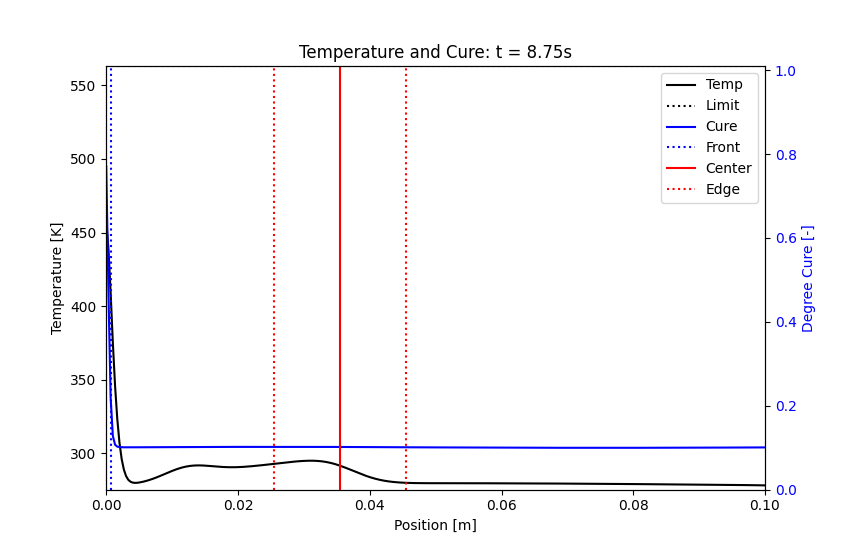 Temperature and Cure: t = 8.75s
550
500
450
400
350
300
Temperature [K]
1.0
0.8
0.6
0.4
0.2
0.0
Degree Cure [-]
Temp
Limit
Cure
Front
Center
Edge
0.00
0.02
0.04
0.06
0.08
0.10
Position [m]